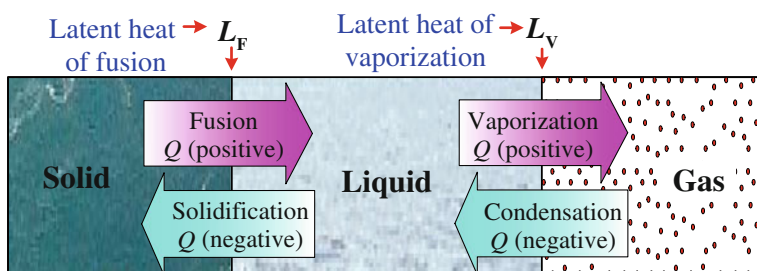 Latent heat of fusion
L_F
Latent heat of vaporization
L_V
Solid
Fusion
Q (positive)
Solidification
Q (negative)
Liquid
Vaporization
Q (positive)
Condensation
Q (negative)
Gas